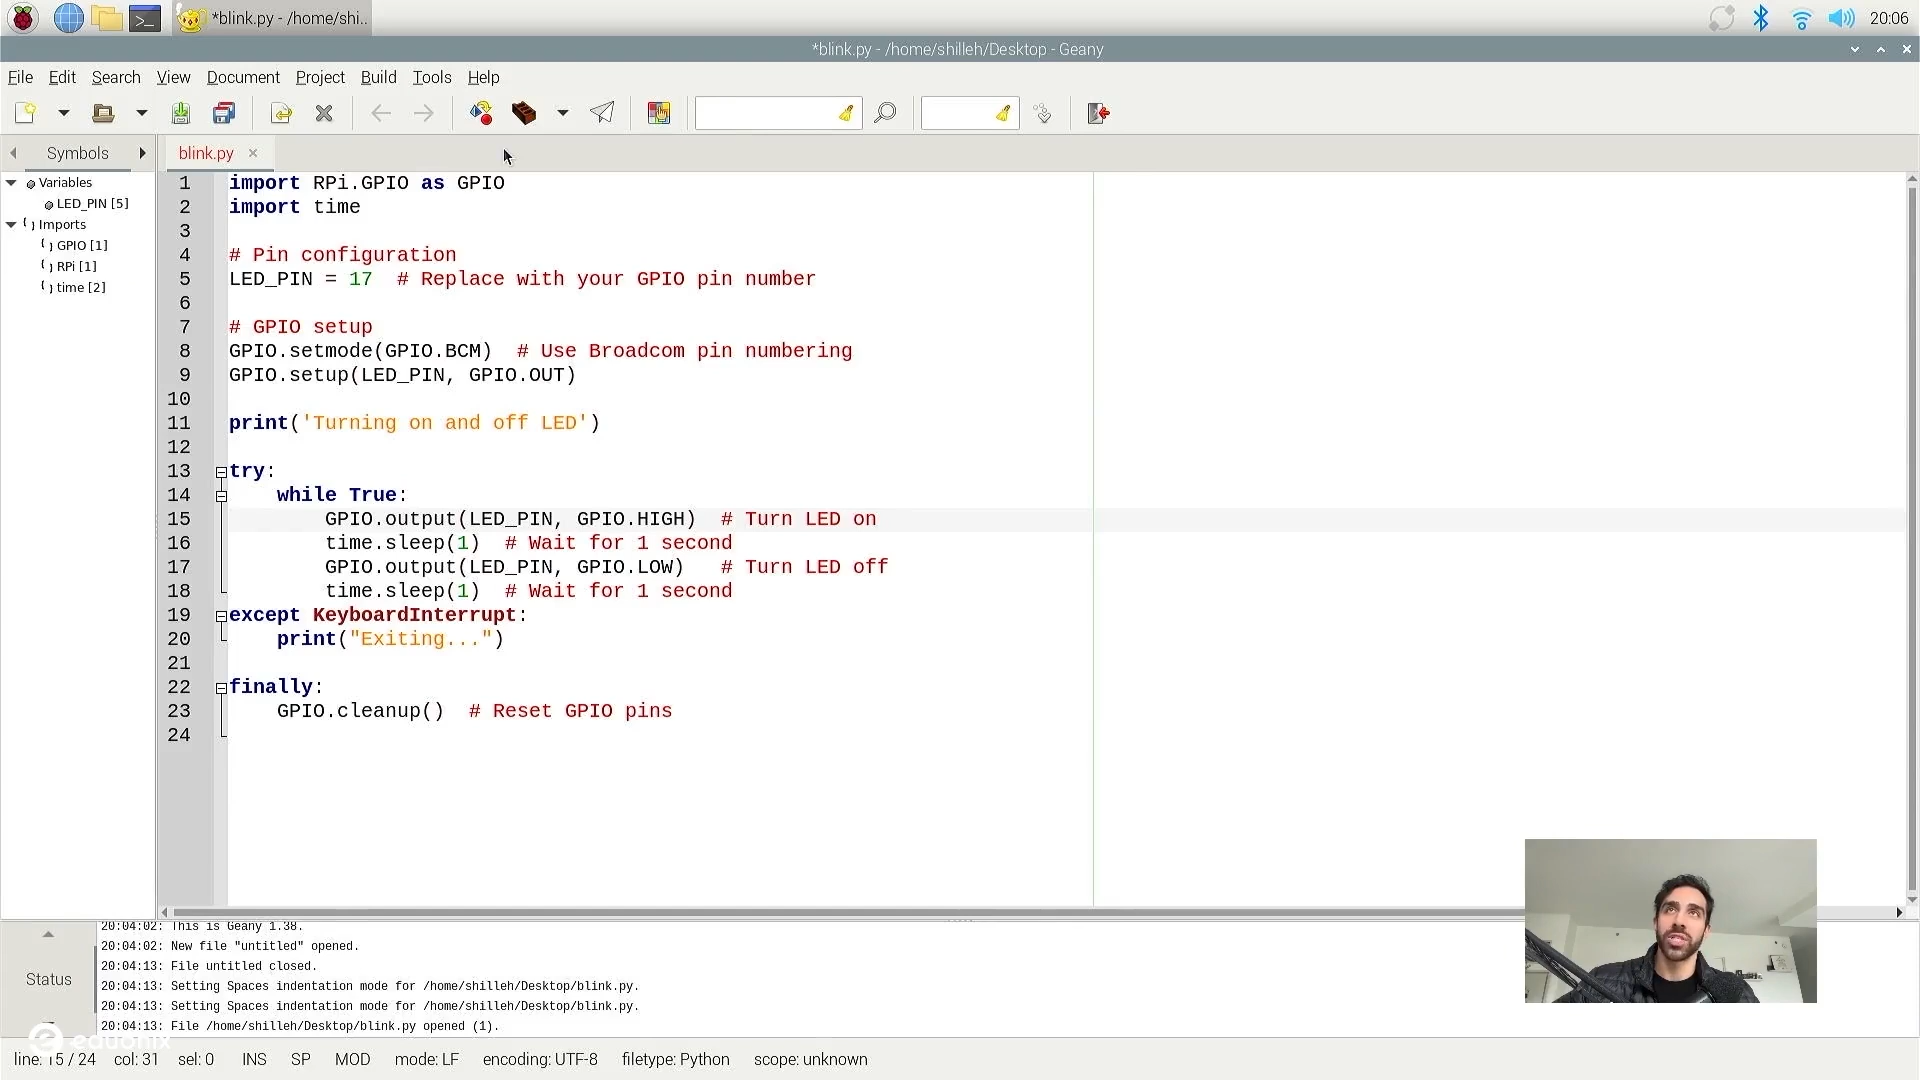 *blink.py - /home/shi..
20:06
*blink.py - /home/shilleh/Desktop - Geany
File Edit Search View Document Project Build Tools Help
Symbols
blink.py
Variables
LED_PIN [5]
Imports
GPIO [1]
RPi [1]
time [2]
1 import RPi.GPIO as GPIO
2 import time
3
4 # Pin configuration
5 LED_PIN = 17  # Replace with your GPIO pin number
6
7 # GPIO setup
8 GPIO.setmode(GPIO.BCM)  # Use Broadcom pin numbering
9 GPIO.setup(LED_PIN, GPIO.OUT)
10
11 print('Turning on and off LED')
12
13 try:
14     while True:
15         GPIO.output(LED_PIN, GPIO.HIGH)  # Turn LED on
16         time.sleep(1)  # Wait for 1 second
17         GPIO.output(LED_PIN, GPIO.LOW)   # Turn LED off
18         time.sleep(1)  # Wait for 1 second
19 except KeyboardInterrupt:
20     print("Exiting...")
21
22 finally:
23     GPIO.cleanup()  # Reset GPIO pins
24
Status
20:04:02: This is Geany 1.38.
20:04:02: New file "untitled" opened.
20:04:13: File untitled closed.
20:04:13: Setting Spaces indentation mode for /home/shilleh/Desktop/blink.py.
20:04:13: Setting Spaces indentation mode for /home/shilleh/Desktop/blink.py.
20:04:13: File /home/shilleh/Desktop/blink.py opened (1).
eduonix
line: 15 / 24 col: 31 sel: 0 INS SP MOD mode: LF encoding: UTF-8 filetype: Python scope: unknown